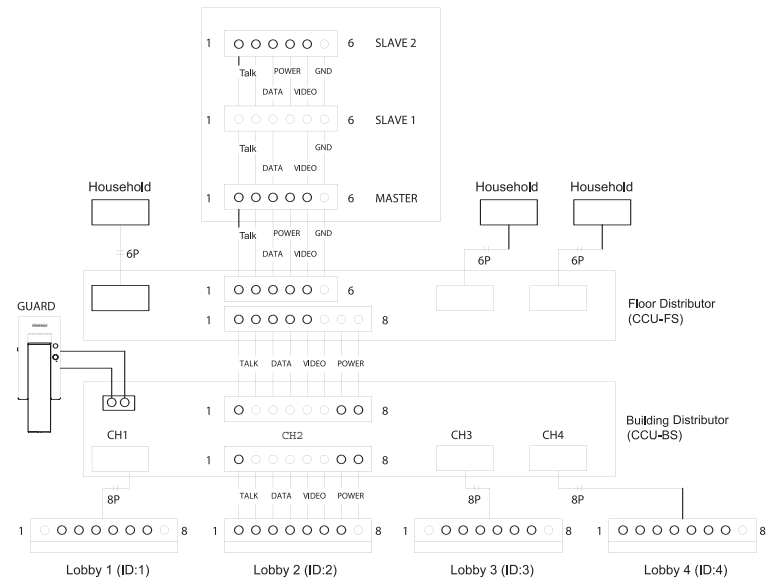 1 6 SLAVE 2
Talk POWER GND
DATA VIDEO
1 6 SLAVE 1
Talk GND
DATA VIDEO
1 6 MASTER
Household
Household Household
Talk POWER GND
DATA VIDEO
6P
6P 6P
1 6
1 8
Floor Distributor
(CCU-FS)
GUARD
TALK DATA VIDEO POWER
1 8
Building Distributor
(CCU-BS)
CH1 CH2 CH3 CH4
1 8
TALK DATA VIDEO POWER
8P 8P 8P
1 8 1 8 1 8 1 8
Lobby 1 (ID:1) Lobby 2 (ID:2) Lobby 3 (ID:3) Lobby 4 (ID:4)